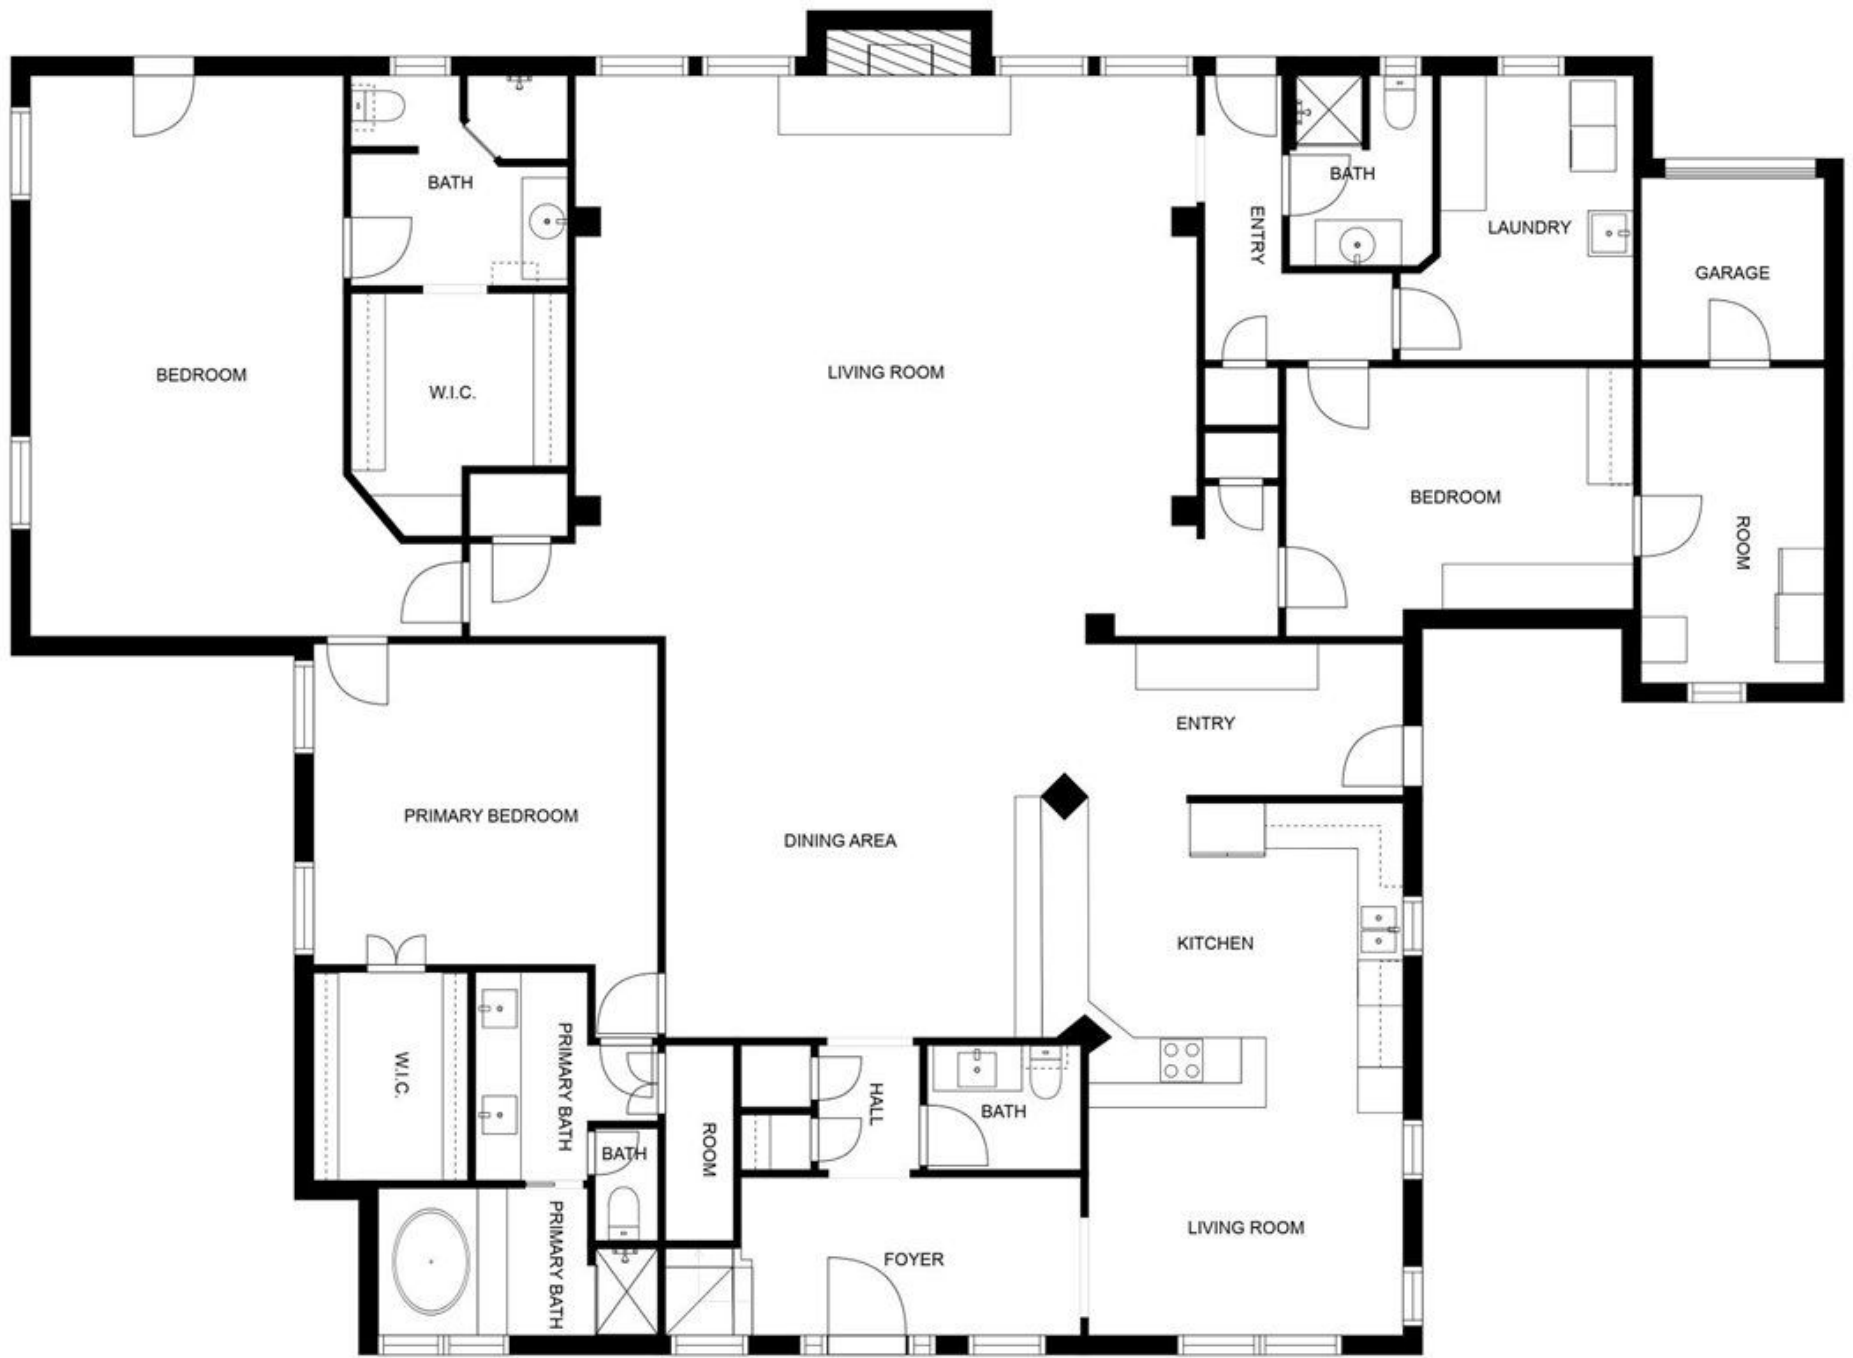 BATH
BATH
ENTRY
LAUNDRY
GARAGE
BEDROOM
W.I.C.
LIVING ROOM
BEDROOM
ROOM
ENTRY
PRIMARY BEDROOM
DINING AREA
KITCHEN
W.I.C.
PRIMARY BATH
BATH
ROOM
HALL
BATH
PRIMARY BATH
FOYER
LIVING ROOM